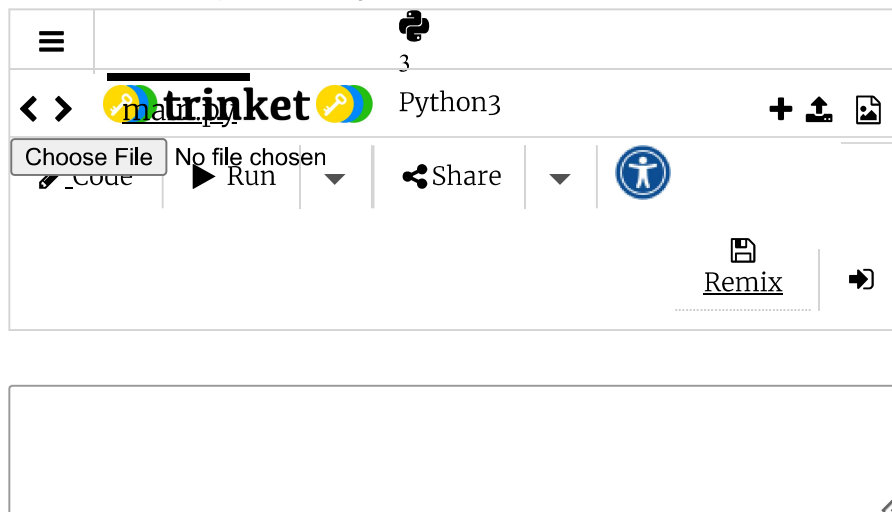 3
trinket
Python3
main.py
Choose File No file chosen
Code
Run
Share
Remix